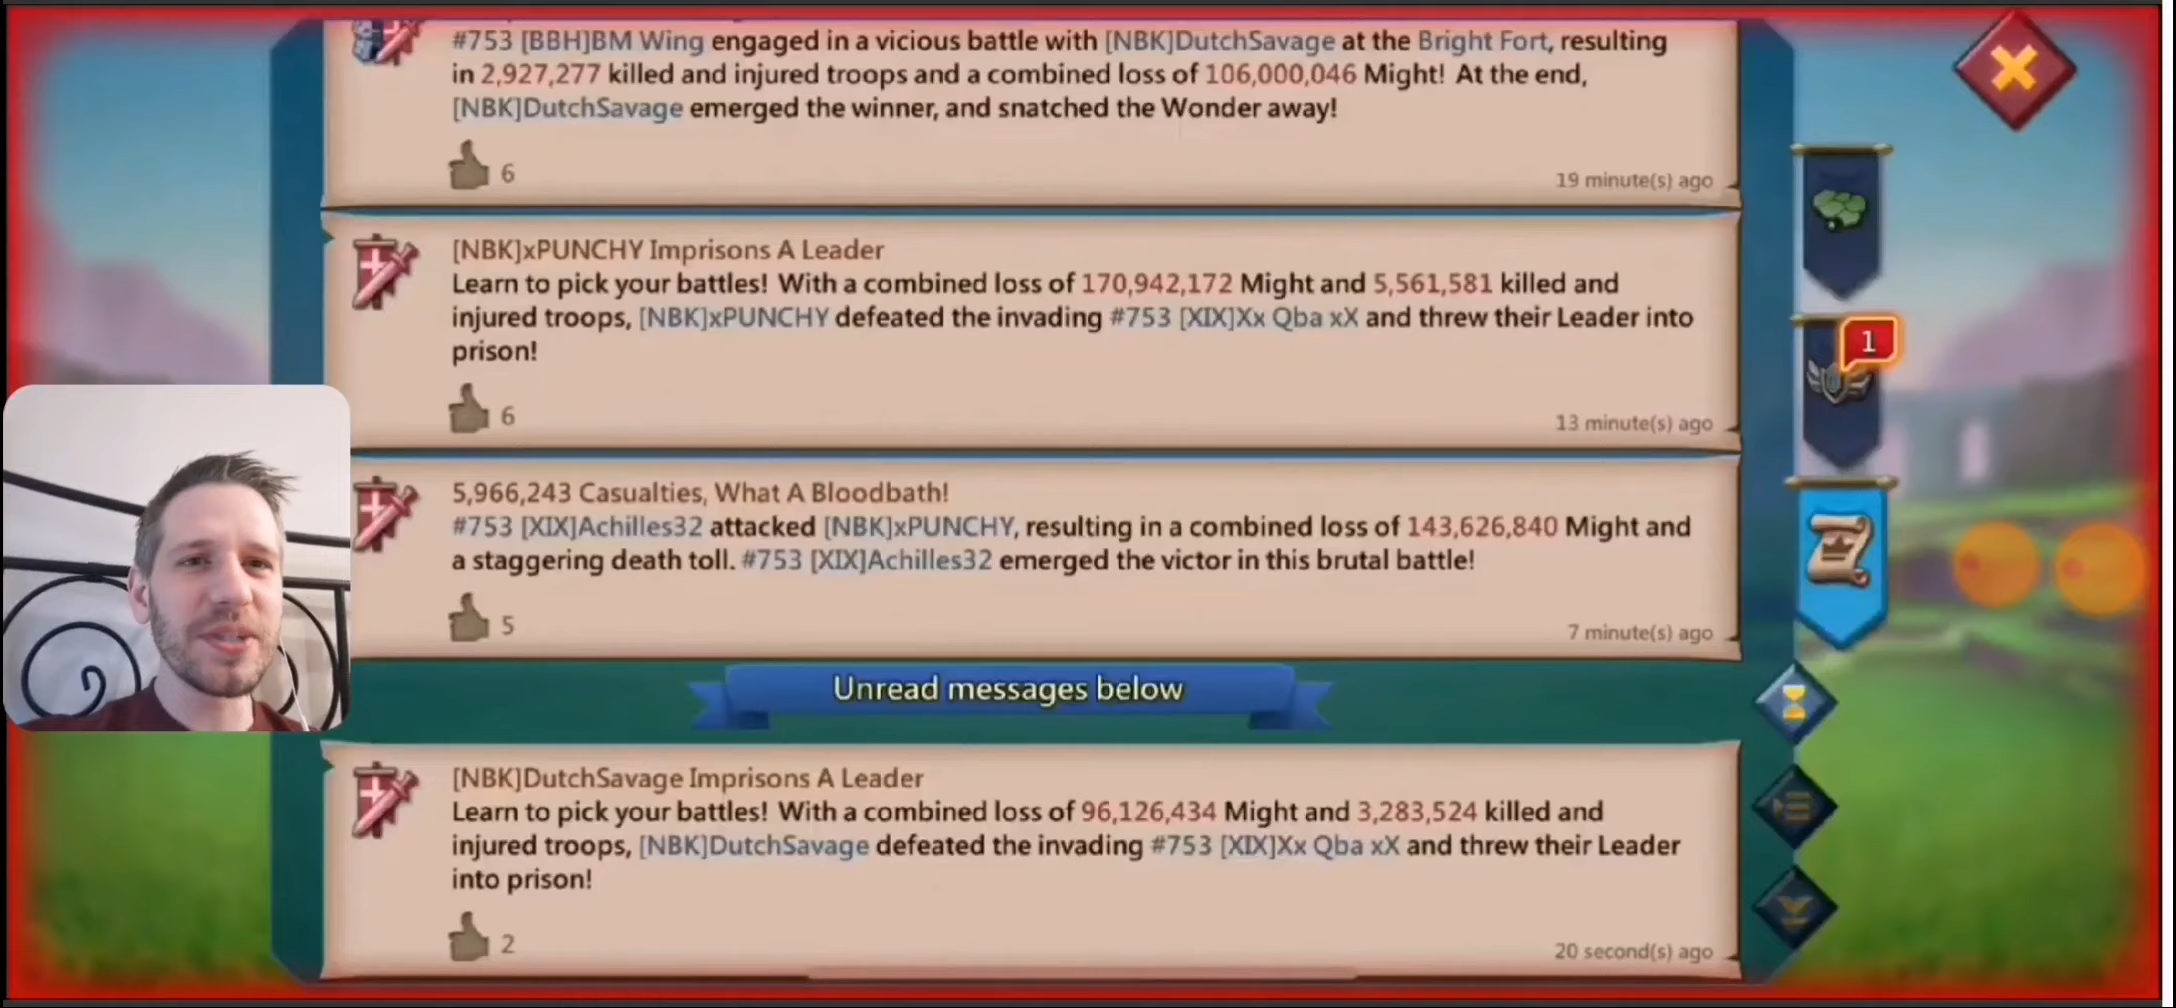 #753 [BBH]BM Wing engaged in a vicious battle with [NBK]DutchSavage at the Bright Fort, resulting
in 2,927,277 killed and injured troops and a combined loss of 106,000,046 Might! At the end,
[NBK]DutchSavage emerged the winner, and snatched the Wonder away!
6
19 minute(s) ago
[NBK]xPUNCHY Imprisons A Leader
Learn to pick your battles! With a combined loss of 170,942,172 Might and 5,561,581 killed and
injured troops, [NBK]xPUNCHY defeated the invading #753 [XIX]Xx Qba xX and threw their Leader into
prison!
6
13 minute(s) ago
1
5,966,243 Casualties, What A Bloodbath!
#753 [XIX]Achilles32 attacked [NBK]xPUNCHY, resulting in a combined loss of 143,626,840 Might and
a staggering death toll. #753 [XIX]Achilles32 emerged the victor in this brutal battle!
5
7 minute(s) ago
Unread messages below
[NBK]DutchSavage Imprisons A Leader
Learn to pick your battles! With a combined loss of 96,126,434 Might and 3,283,524 killed and
injured troops, [NBK]DutchSavage defeated the invading #753 [XIX]Xx Qba xX and threw their Leader
into prison!
2
20 second(s) ago